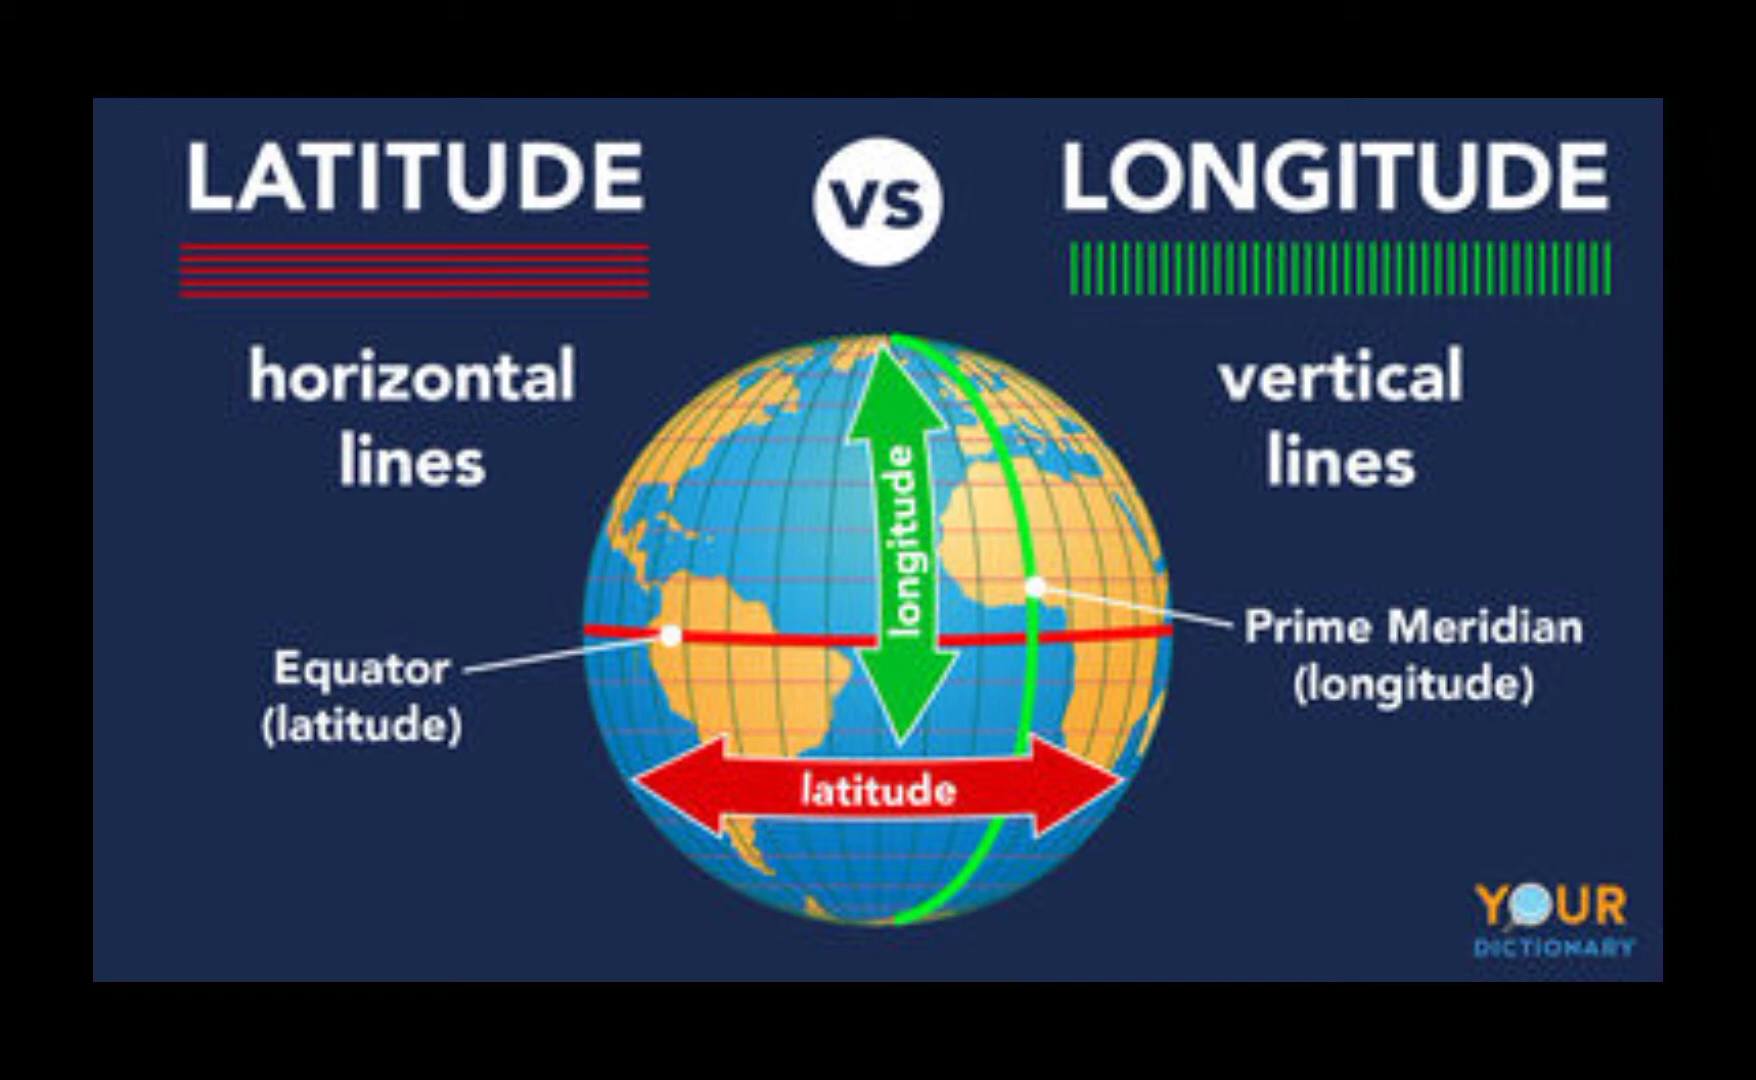 LATITUDE
VS
LONGITUDE
horizontal
lines
vertical
lines
longitude
Equator
(latitude)
Prime Meridian
(longitude)
latitude
YOUR
DICTIONARY